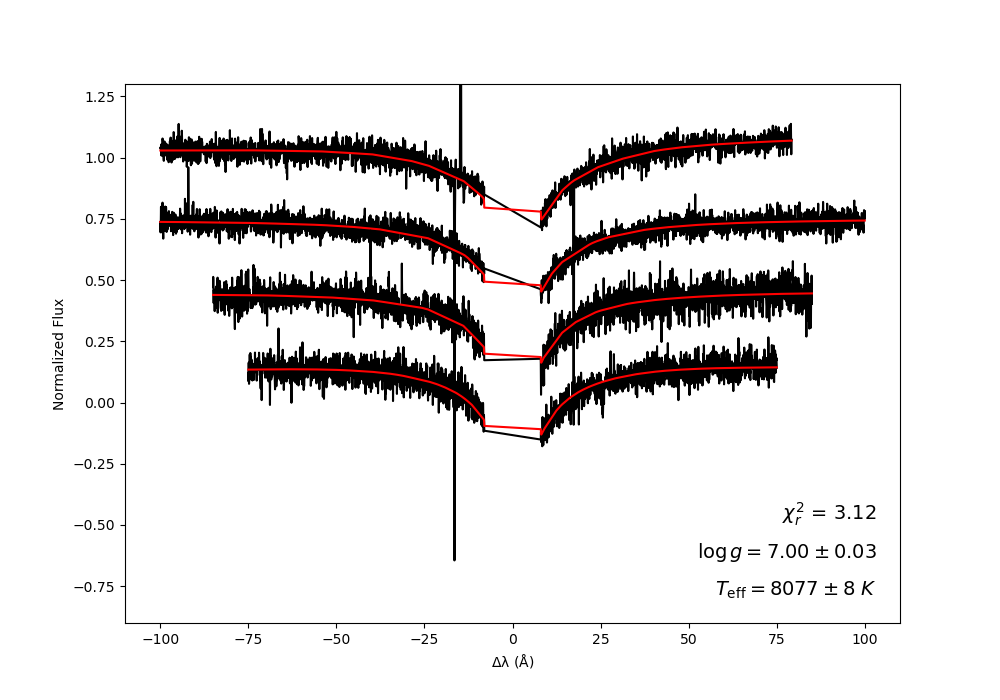 1.25
1.00
0.75
0.50
0.25
0.00
−0.25
−0.50
−0.75
Normalized Flux
χ²ᵣ = 3.12
log g = 7.00 ± 0.03
T_eff = 8077 ± 8 K
−100 −75 −50 −25 0 25 50 75 100
Δλ (Å)